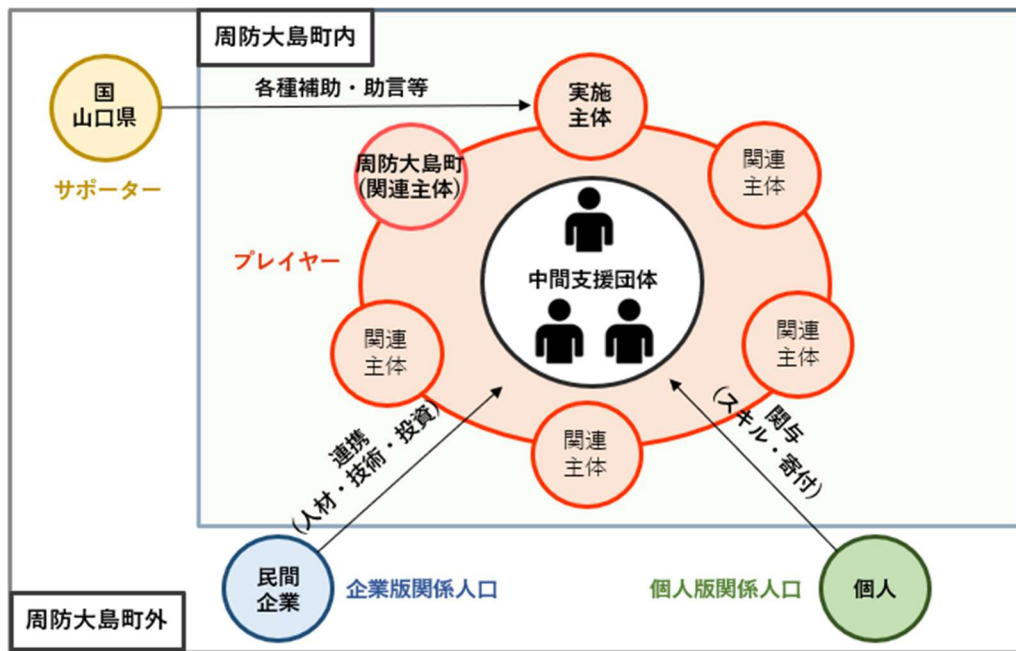 周防大島町内
国
山口県
サポーター
各種補助・助言等
実施
主体
周防大島町
(関連主体)
関連
主体
プレイヤー
中間支援団体
関連
主体
関連
主体
関連
主体
連携
(人材・技術・投資)
関与
(スキル・寄付)
民間
企業
企業版関係人口
個人版関係人口
個人
周防大島町外